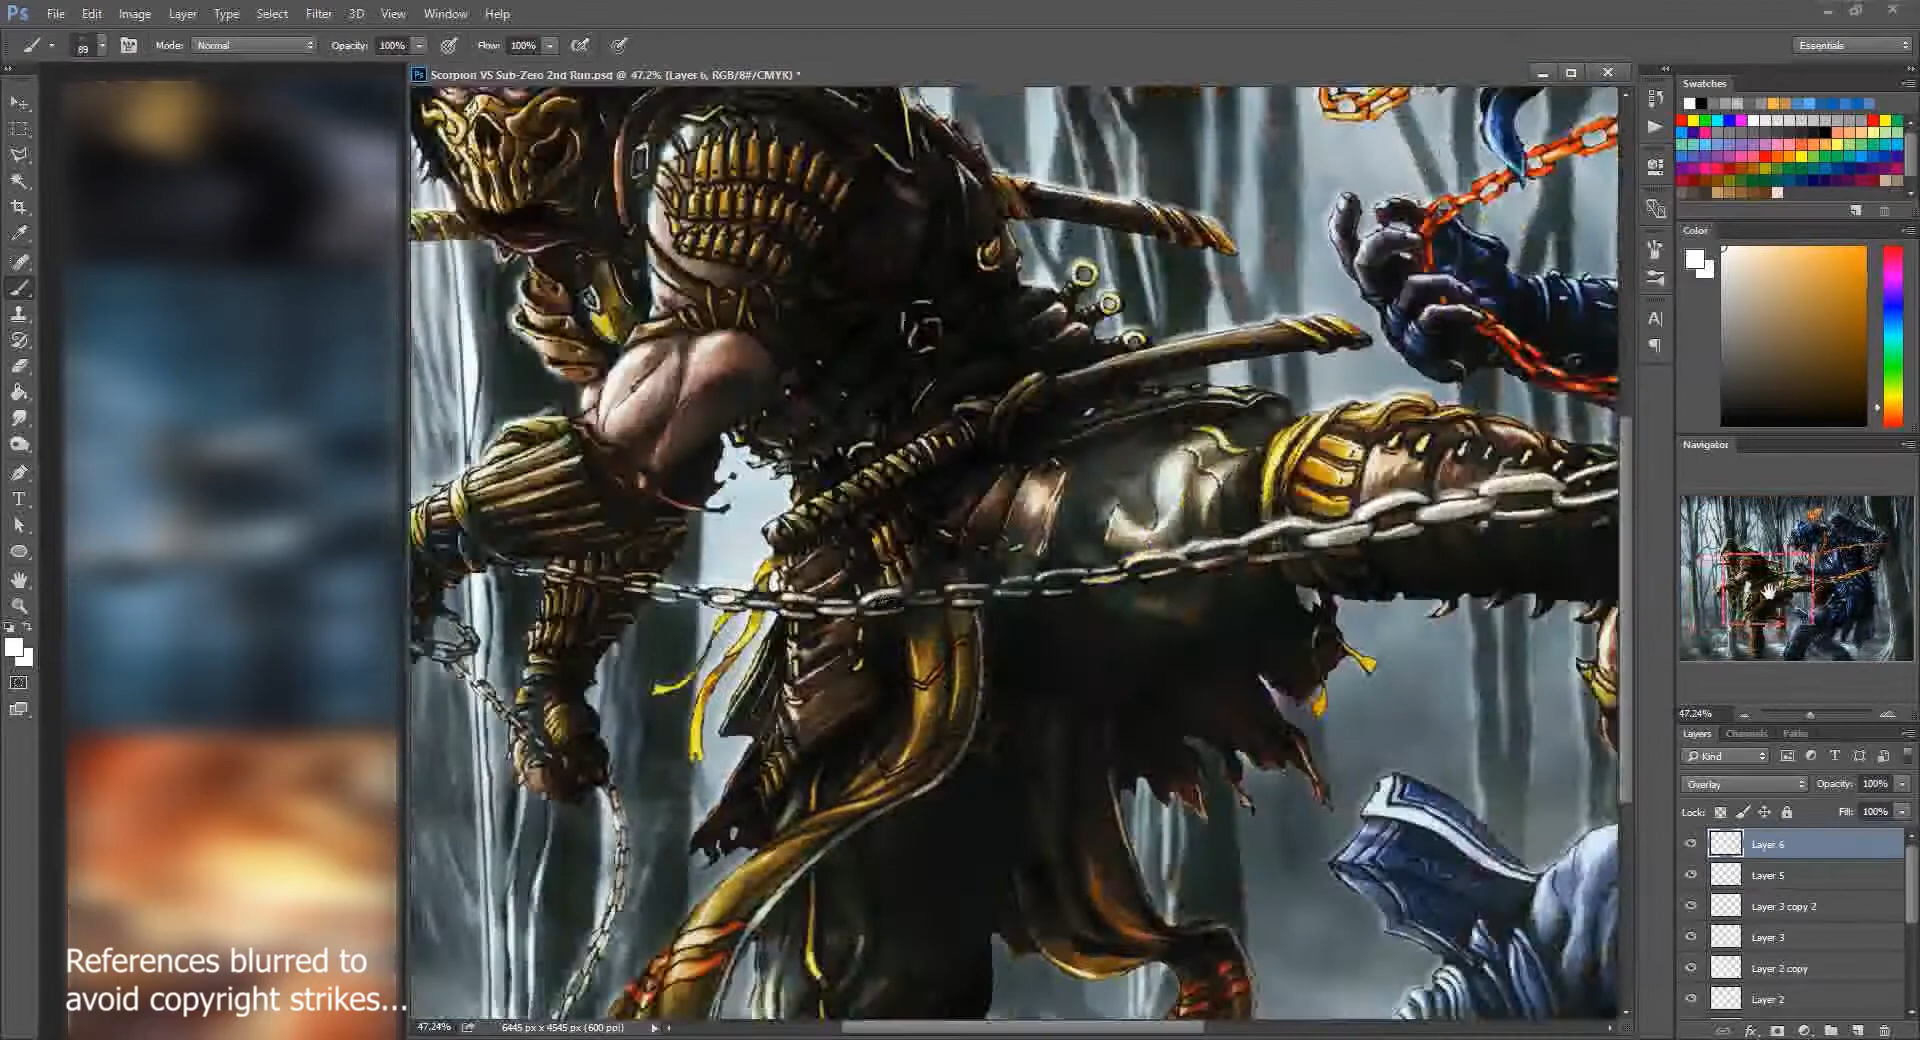 Ps File Edit Image Layer Type Select Filter 3D View Window Help
89 Mode: Normal Opacity: 100% Flow: 100% Essentials
Ps Scorpion VS Sub-Zero 2nd Run.psd @ 47.2% (Layer 6, RGB/8#/CMYK) *
Swatches
Color
Navigator
47.24%
Layers Channels Paths
Kind
Overlay Opacity: 100%
Lock: Fill: 100%
Layer 6
Layer 5
Layer 3 copy 2
Layer 3
Layer 2 copy
Layer 2
References blurred to
avoid copyright strikes...
47.24% 6445 px x 4545 px (600 ppi)